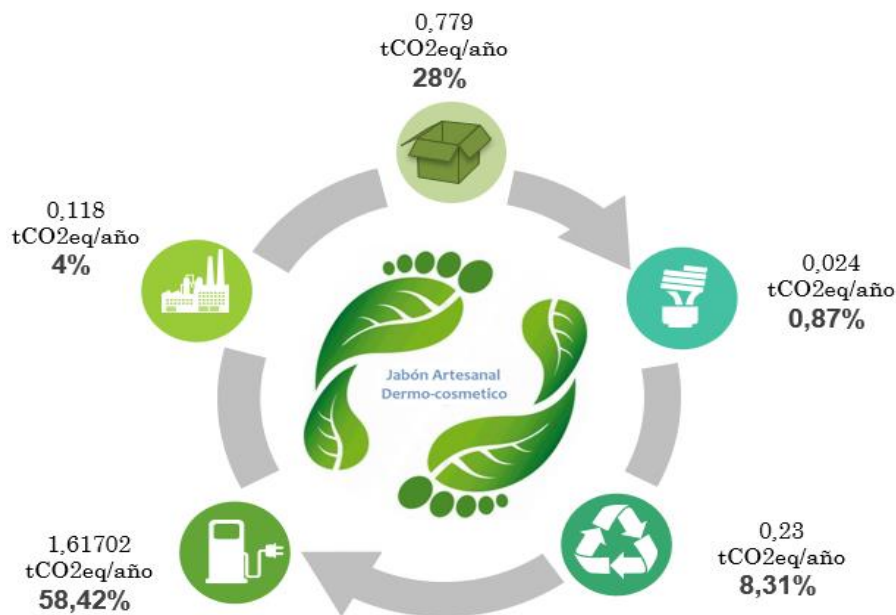 0,779
tCO2eq/año
28%
0,118
tCO2eq/año
4%
0,024
tCO2eq/año
0,87%
Jabón Artesanal
Dermo-cosmetico
1,61702
tCO2eq/año
58,42%
0,23
tCO2eq/año
8,31%